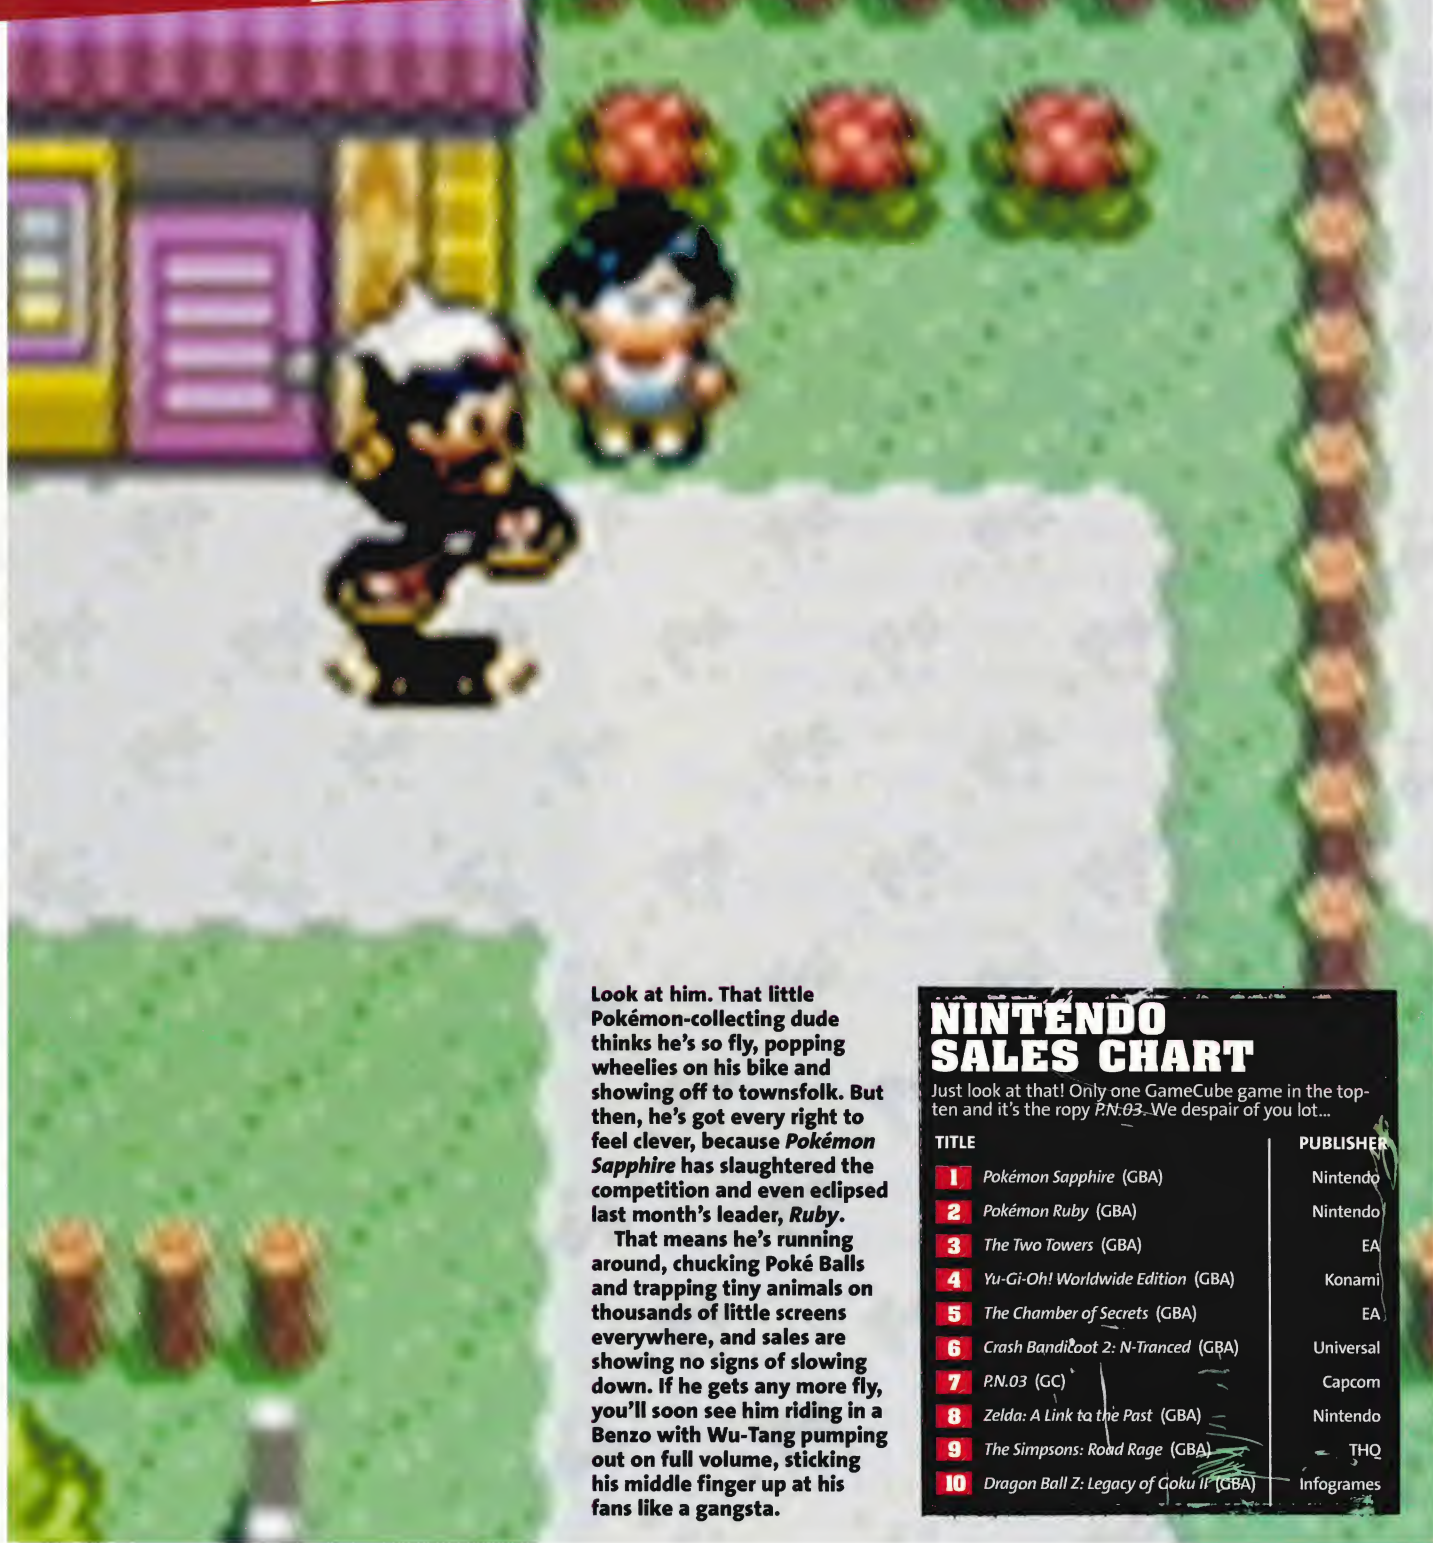 Look at him. That little
Pokémon-collecting dude
thinks he's so fly, popping
wheelies on his bike and
showing off to townsfolk. But
then, he's got every right to
feel clever, because Pokémon
Sapphire has slaughtered the
competition and even eclipsed
last month's leader, Ruby.
That means he's running
around, chucking Poké Balls
and trapping tiny animals on
thousands of little screens
everywhere, and sales are
showing no signs of slowing
down. If he gets any more fly,
you'll soon see him riding in a
Benzo with Wu-Tang pumping
out on full volume, sticking
his middle finger up at his
fans like a gangsta.
NINTENDO
SALES CHART
Just look at that! Only one GameCube game in the top-
ten and it's the ropy P.N.03. We despair of you lot...
TITLE PUBLISHER
1 Pokémon Sapphire (GBA) Nintendo
2 Pokémon Ruby (GBA) Nintendo
3 The Two Towers (GBA) EA
4 Yu-Gi-Oh! Worldwide Edition (GBA) Konami
5 The Chamber of Secrets (GBA) EA
6 Crash Bandicoot 2: N-Tranced (GBA) Universal
7 P.N.03 (GC) Capcom
8 Zelda: A Link to the Past (GBA) Nintendo
9 The Simpsons: Road Rage (GBA) THQ
10 Dragon Ball Z: Legacy of Goku II (GBA) Infogrames